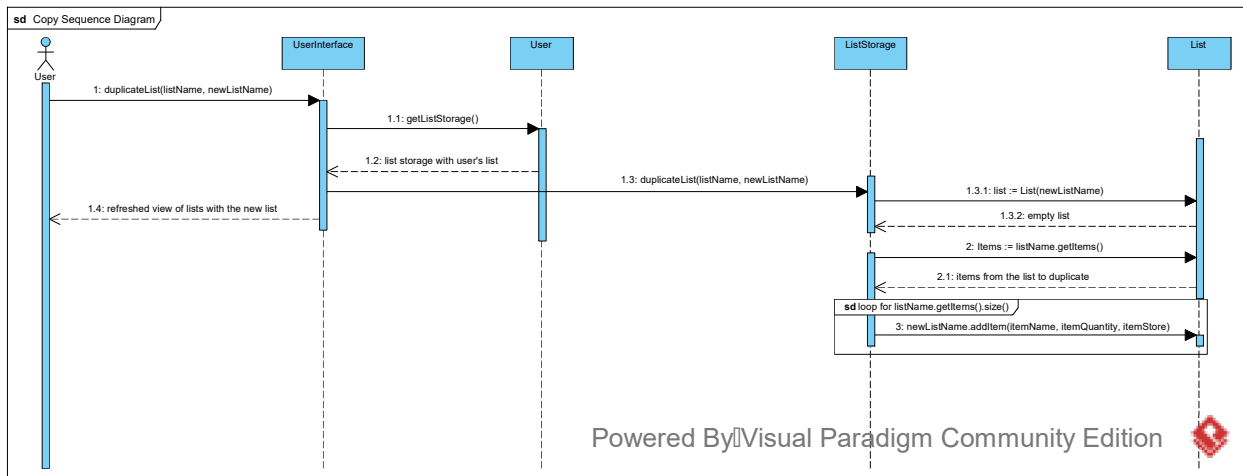 sd Copy Sequence Diagram
UserInterface
User
ListStorage
List
User
1: duplicateList(listName, newListName)
1.1: getListStorage()
1.2: list storage with user's list
1.3: duplicateList(listName, newListName)
1.3.1: list := List(newListName)
1.4: refreshed view of lists with the new list
1.3.2: empty list
2: Items := listName.getItems()
2.1: items from the list to duplicate
sd loop for listName.getItems().size()
3: newListName.addItem(itemName, itemQuantity, itemStore)
Powered By Visual Paradigm Community Edition